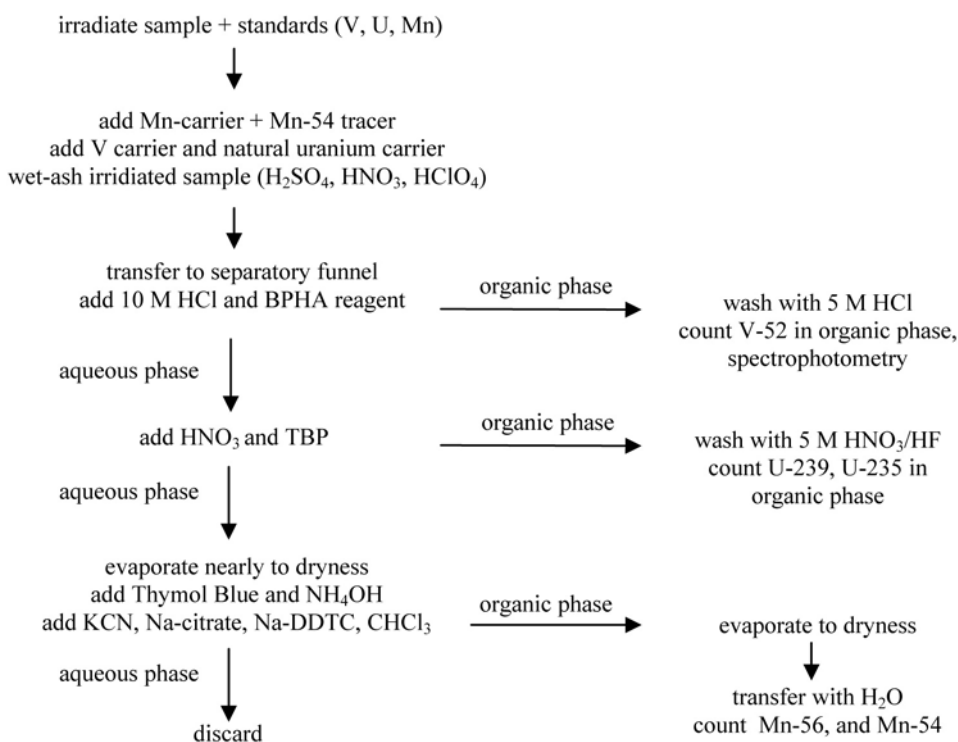 irradiate sample + standards (V, U, Mn)
add Mn-carrier + Mn-54 tracer
add V carrier and natural uranium carrier
wet-ash irridiated sample (H₂SO₄, HNO₃, HClO₄)
transfer to separatory funnel
add 10 M HCl and BPHA reagent
organic phase
wash with 5 M HCl
count V-52 in organic phase,
spectrophotometry
aqueous phase
add HNO₃ and TBP
organic phase
wash with 5 M HNO₃/HF
count U-239, U-235 in
organic phase
aqueous phase
evaporate nearly to dryness
add Thymol Blue and NH₄OH
add KCN, Na-citrate, Na-DDTC, CHCl₃
organic phase
evaporate to dryness
aqueous phase
transfer with H₂O
count Mn-56, and Mn-54
discard